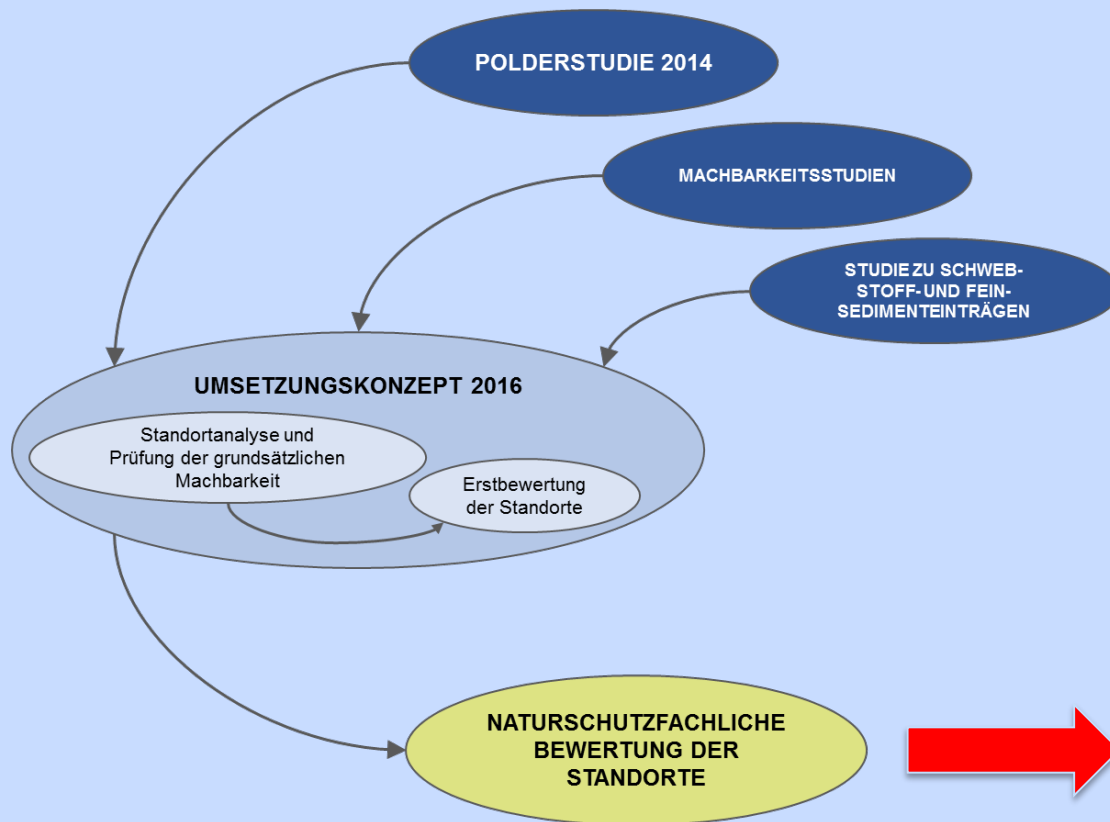 POLDERSTUDIE 2014
MACHBARKEITSSTUDIEN
STUDIE ZU SCHWEB-
STOFF- UND FEIN-
SEDIMENTEINTRÄGEN
UMSETZUNGSKONZEPT 2016
Standortanalyse und
Prüfung der grundsätzlichen
Machbarkeit
Erstbewertung
der Standorte
NATURSCHUTZFACHLICHE
BEWERTUNG DER
STANDORTE